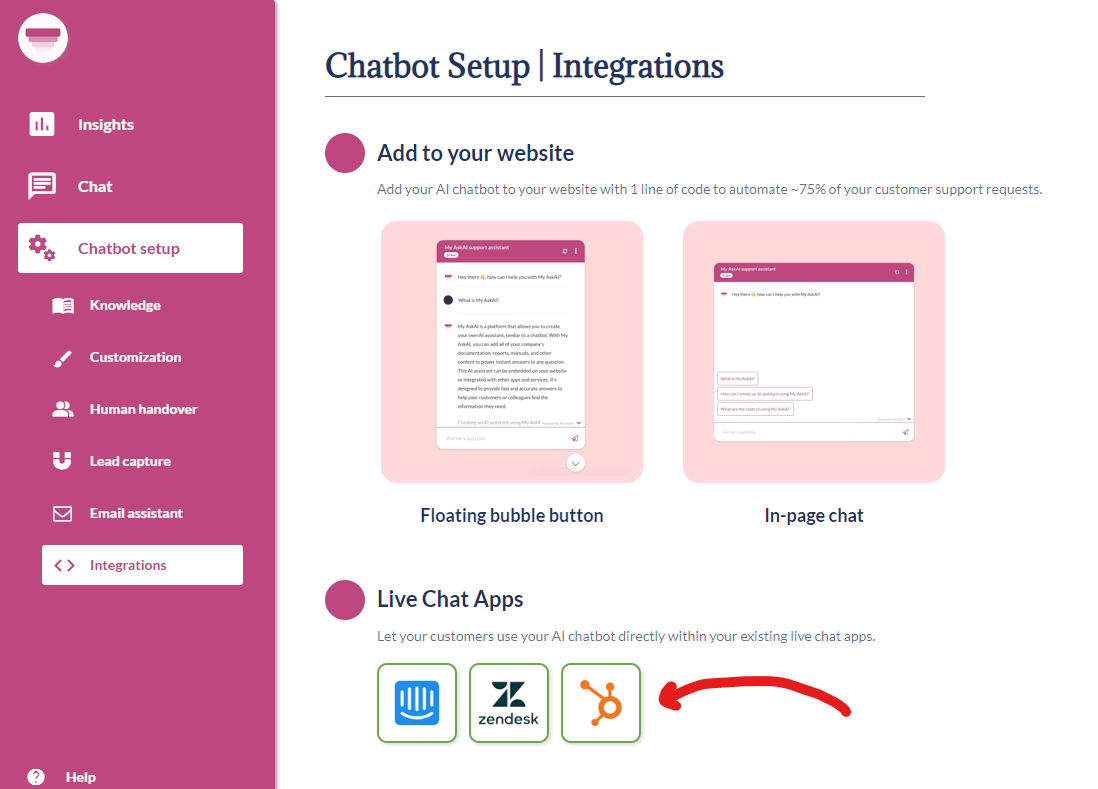 Chatbot Setup | Integrations
Insights
Chat
Chatbot setup
Knowledge
Customization
Human handover
Lead capture
Email assistant
Integrations
Help
Add to your website
Add your AI chatbot to your website with 1 line of code to automate ~75% of your customer support requests.
My AskAI support assistant
Hey there 👋, how can I help you with My AskAI?
What is My AskAI?
My AskAI is a platform that allows you to create
your own AI assistant, similar to a chatbot. With My
AskAI, you can add all of your company's
documentation, reports, manuals, and other
content to power instant answers to any question.
This AI assistant can be embedded on your website
or integrated with other apps and services. It's
designed to provide fast and accurate answers to
help your customers or colleagues find the
information they need.
Creating an AI assistant using My AskA
Ask me a question
Floating bubble button
My AskAI support assistant
Hey there 👋, how can I help you with My AskAI?
What is My AskAI?
How can I create an AI assistant using My AskAI?
What are the costs of using My AskAI?
Ask me a question
In-page chat
Live Chat Apps
Let your customers use your AI chatbot directly within your existing live chat apps.
zendesk